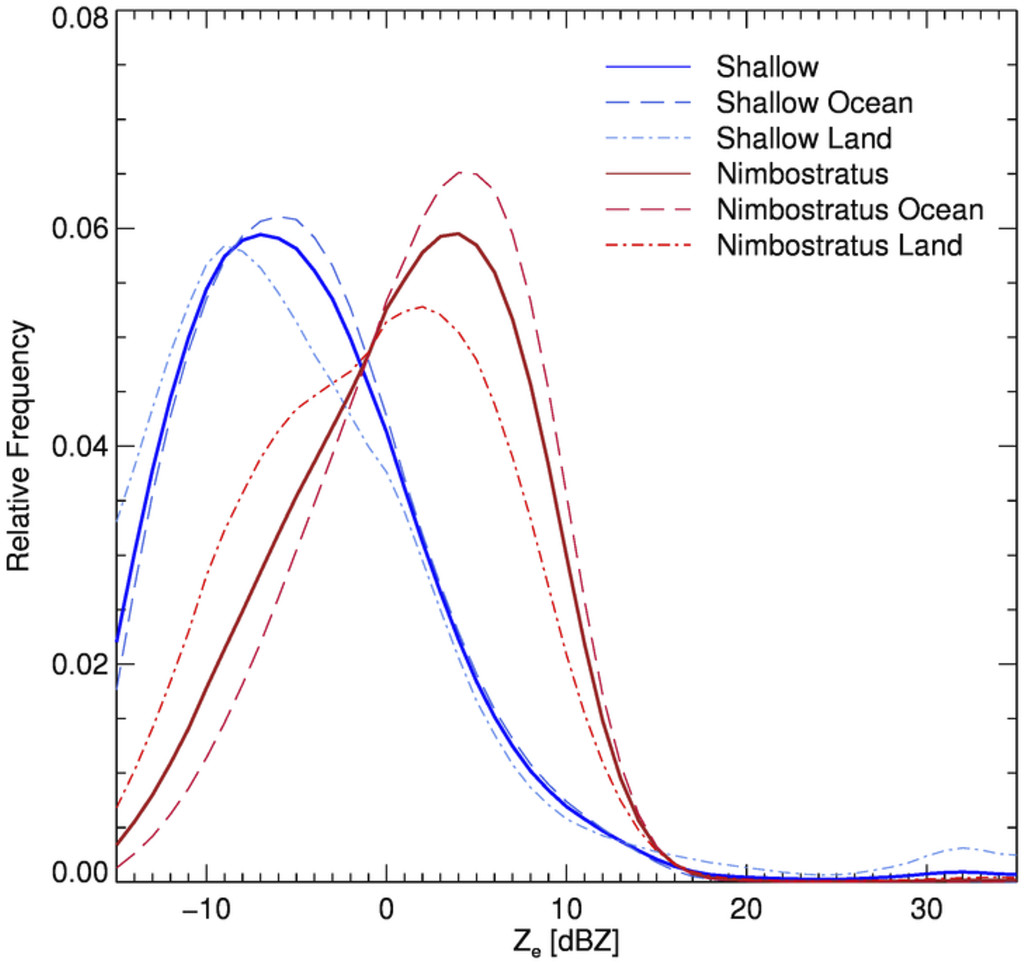 0.08
0.06
0.04
0.02
0.00
Relative Frequency
Shallow
Shallow Ocean
Shallow Land
Nimbostratus
Nimbostratus Ocean
Nimbostratus Land
−10 0 10 20 30
Ze [dBZ]